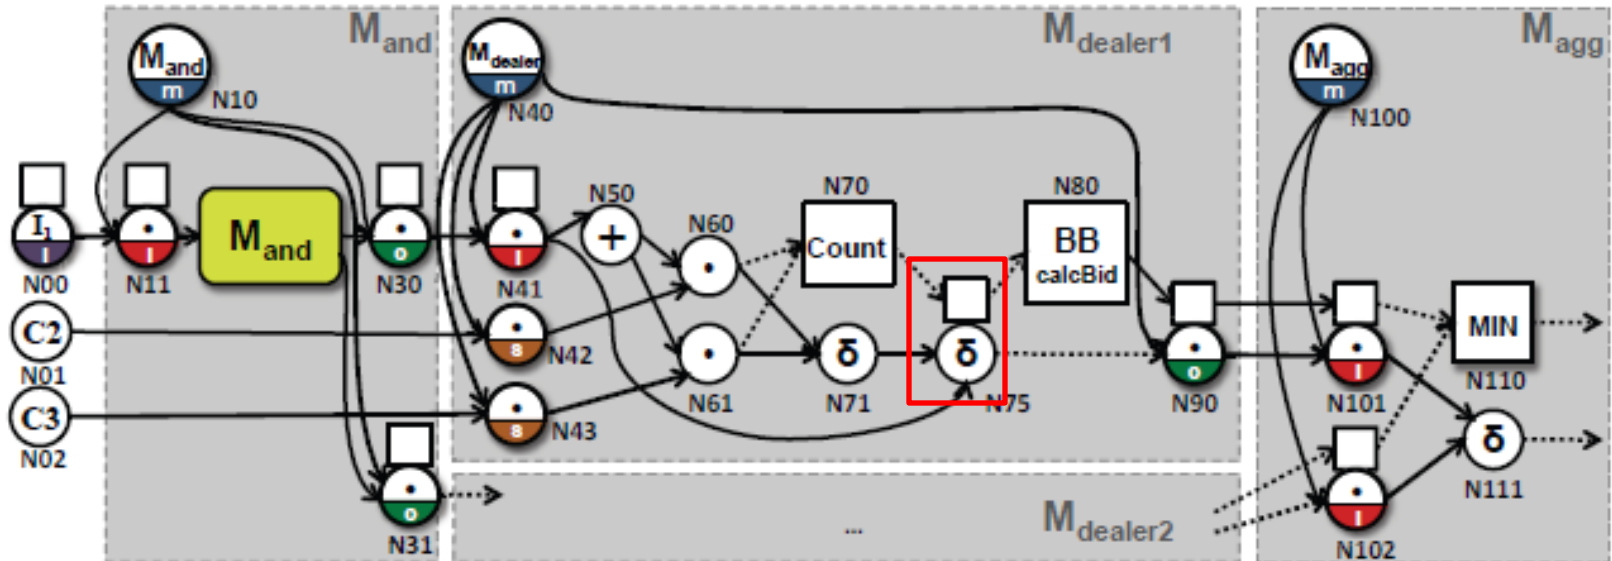 M_and
M_dealer1
M_agg
M_and
m
N10
M_dealer
m
N40
M_agg
m
N100
I₁
I
N00
•
I
N11
M_and
•
o
N30
•
I
N41
N50
+
N60
•
N70
Count
N80
BB
calcBid
C2
N01
•
s
N42
•
N61
δ
N71
δ
N75
•
o
N90
•
I
N101
MIN
N110
C3
N02
•
s
N43
δ
N111
•
o
N31
...
M_dealer2
•
I
N102